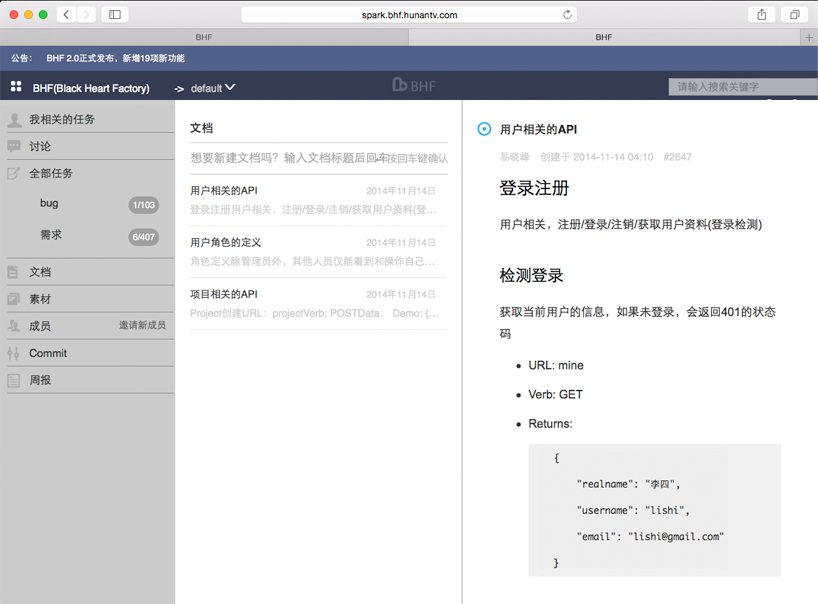 spark.bhf.hunantv.com
BHF
BHF
公告： BHF 2.0正式发布，新增19项新功能
BHF(Black Heart Factory) -> default
BHF
请输入搜索关键字
我相关的任务
讨论
全部任务
bug 1/103
需求 6/407
文档
素材
成员 邀请新成员
Commit
周报
文档
想要新建文档吗？输入文档标题后回车
按回车键确认
用户相关的API 2014年11月14日
登录注册用户相关，注册/登录/注销/获取用户资料(登...
用户角色的定义 2014年11月14日
角色定义除管理员外，其他人员仅能看到和操作自己...
项目相关的API 2014年11月14日
Project创建URL： projectVerb: POSTData： Demo: {...
用户相关的API
易晓峰 创建于 2014-11-14 04:10 #2647
登录注册
用户相关，注册/登录/注销/获取用户资料(登录检测)
检测登录
获取当前用户的信息，如果未登录，会返回401的状态
码
• URL: mine
• Verb: GET
• Returns:
{
"realname": "李四",
"username": "lishi",
"email": "lishi@gmail.com"
}